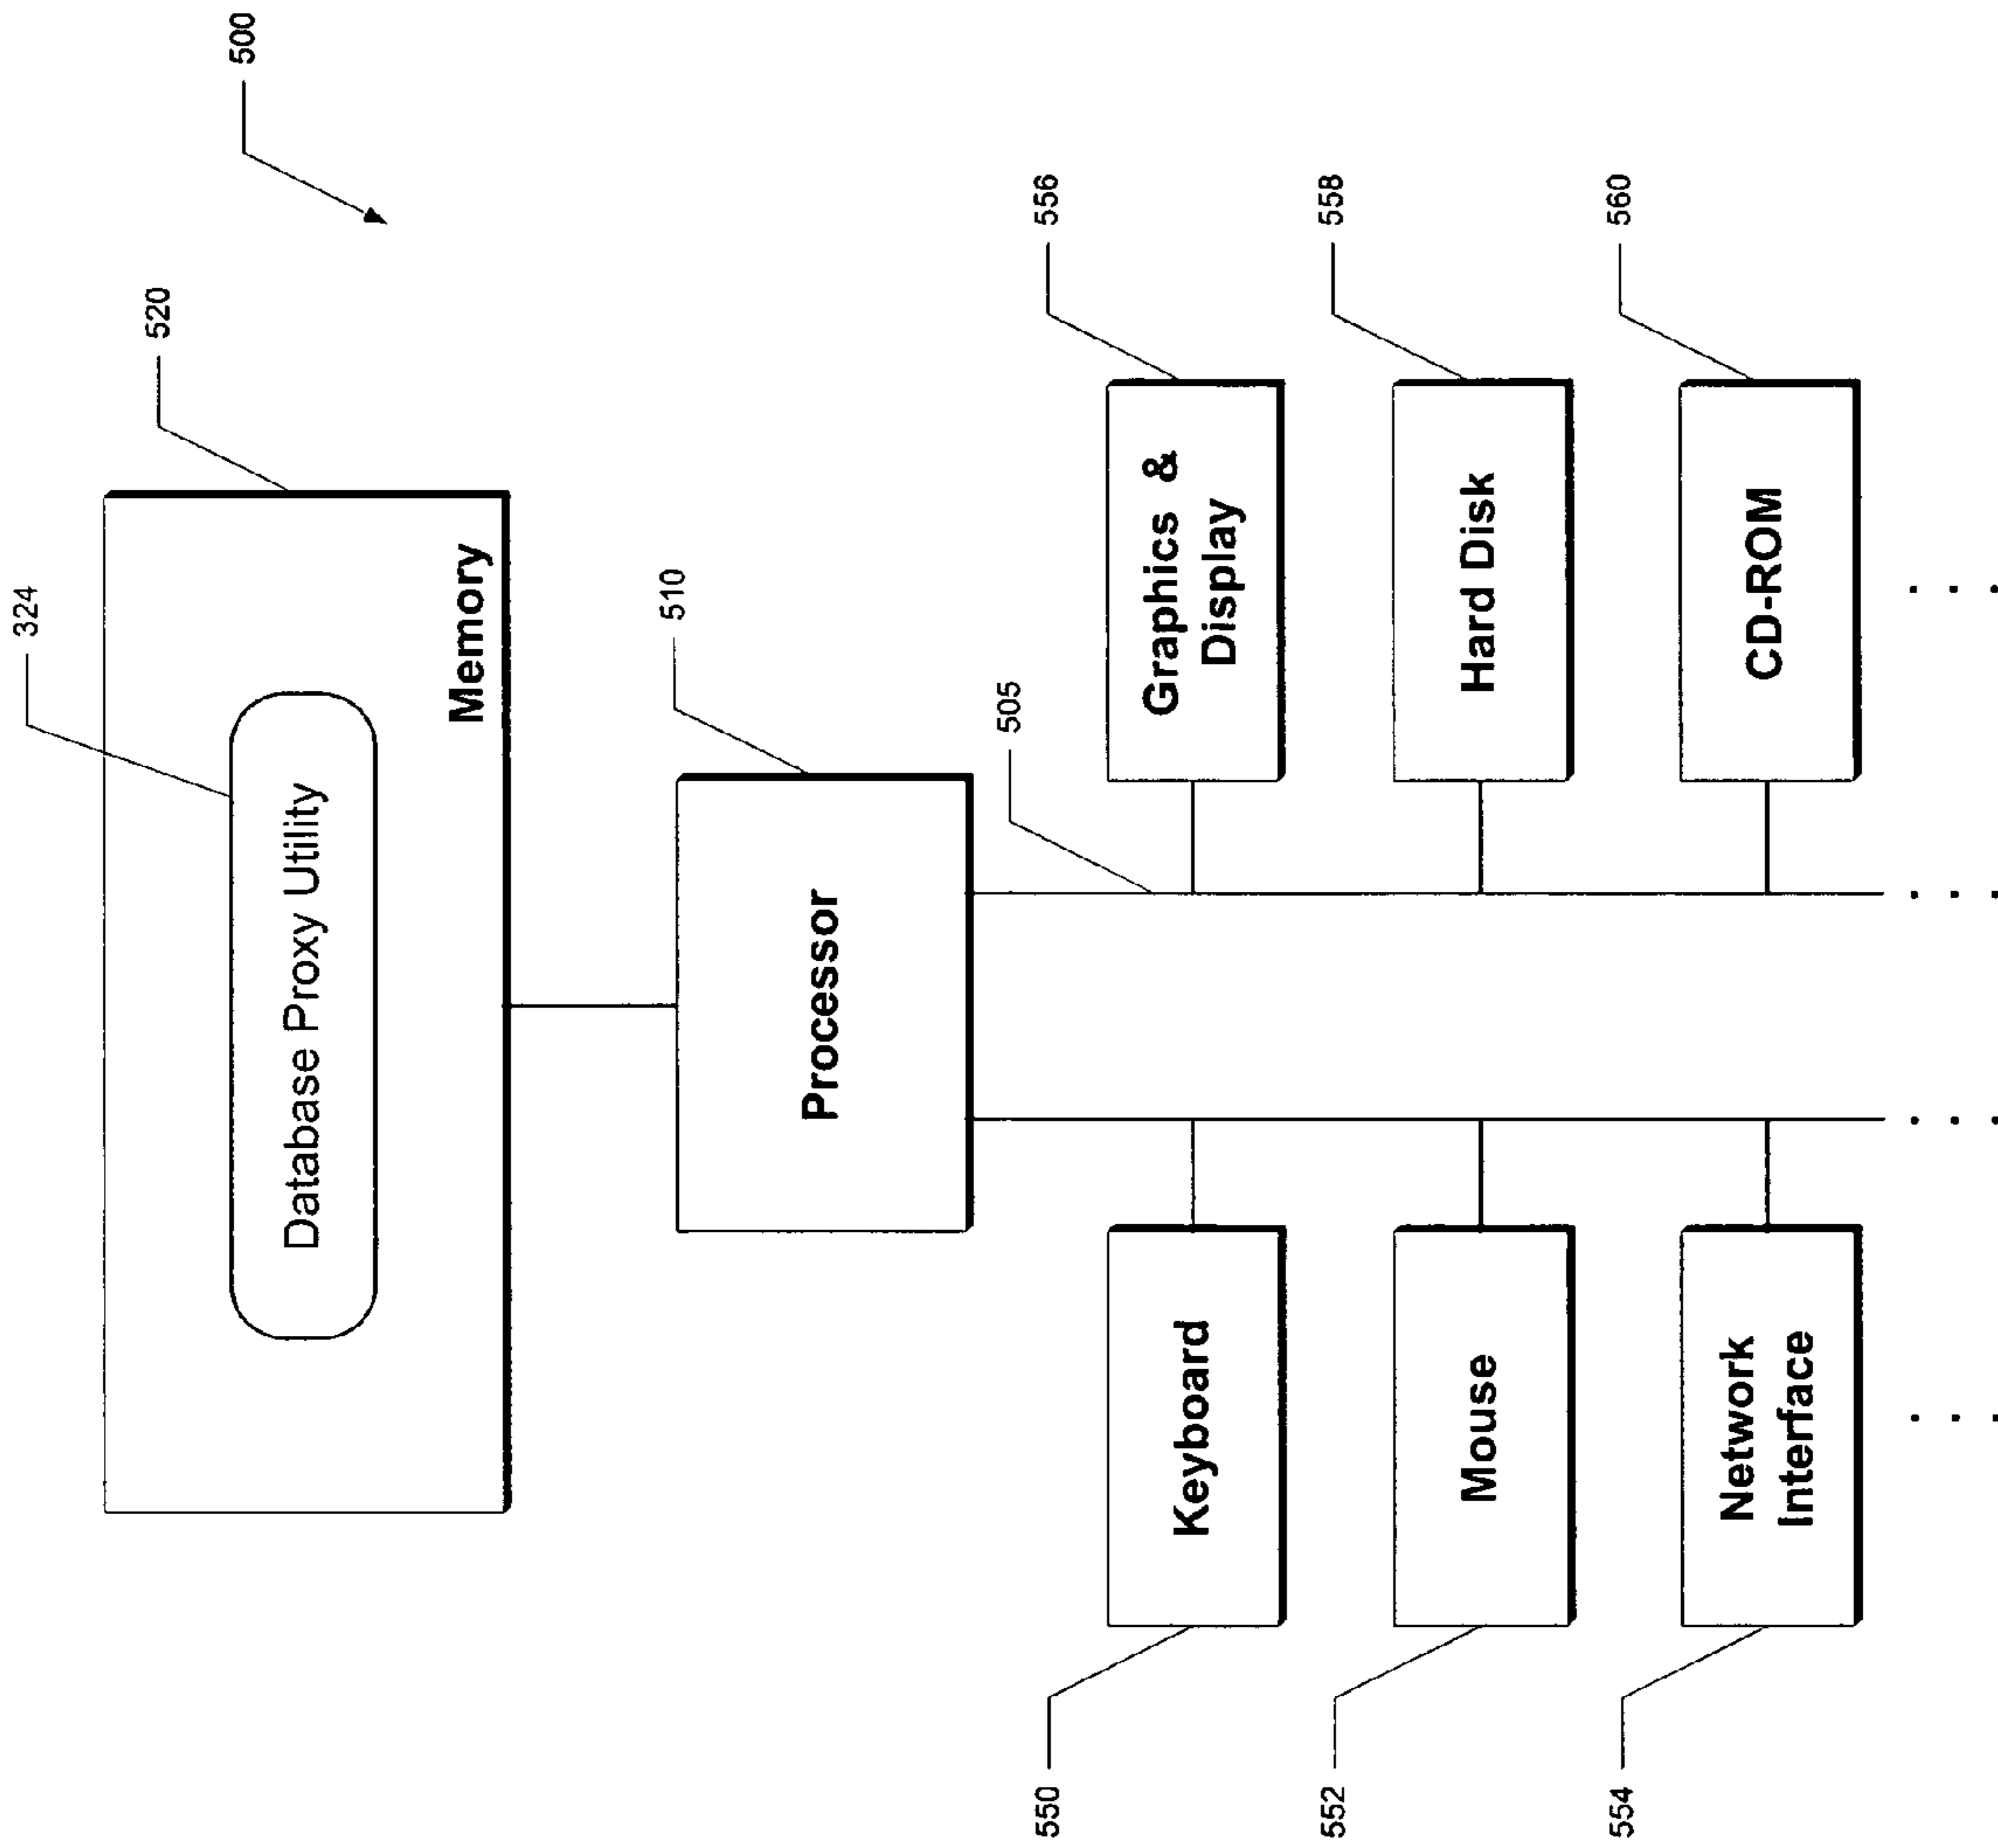 500
520
324
Database Proxy Utility
Memory
510
Processor
505
550
Keyboard
Graphics &
Display
556
552
Mouse
Hard Disk
558
554
Network
Interface
CD-ROM
560